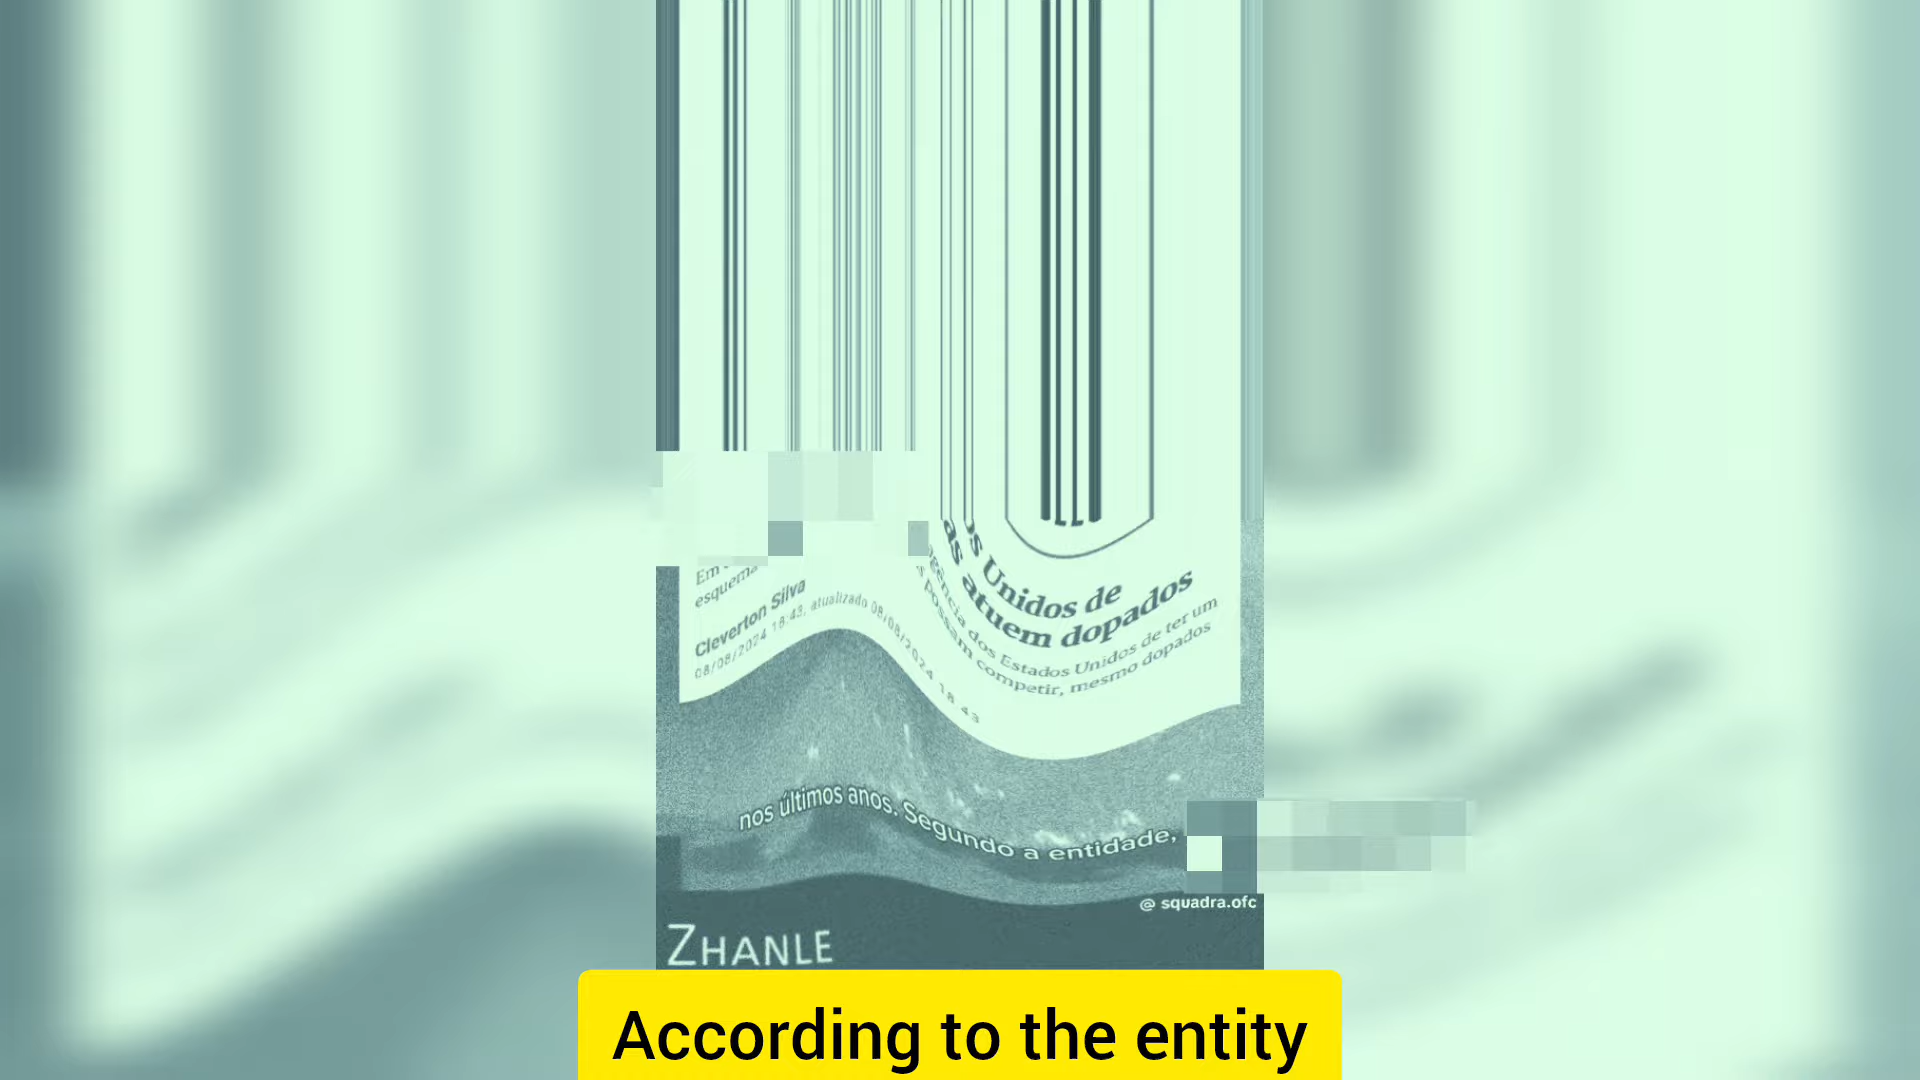 os Unidos de
as atuem dopados
agência dos Estados Unidos de ter um
possam competir, mesmo dopados
Em
esquema
Cleverton Silva
08/08/2024 18:43, atualizado 08/08/2024 18 43
nos últimos anos. Segundo a entidade,
@ squadra.ofc
ZHANLE
According to the entity